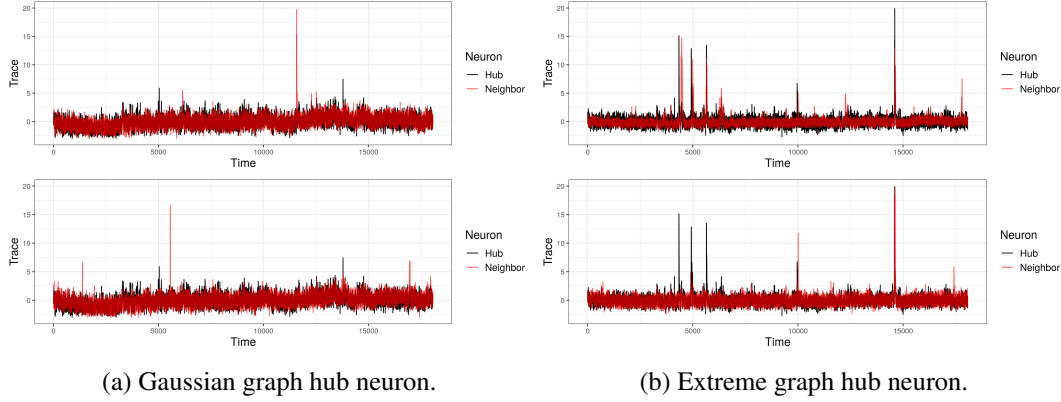 20
15
10
5
0
Trace
0
5000
10000
15000
Time
Neuron
Hub
Neighbor
20
15
10
5
0
Trace
0
5000
10000
15000
Time
Neuron
Hub
Neighbor
20
15
10
5
0
Trace
0
5000
10000
15000
Time
Neuron
Hub
Neighbor
20
15
10
5
0
Trace
0
5000
10000
15000
Time
Neuron
Hub
Neighbor
(a) Gaussian graph hub neuron.
(b) Extreme graph hub neuron.